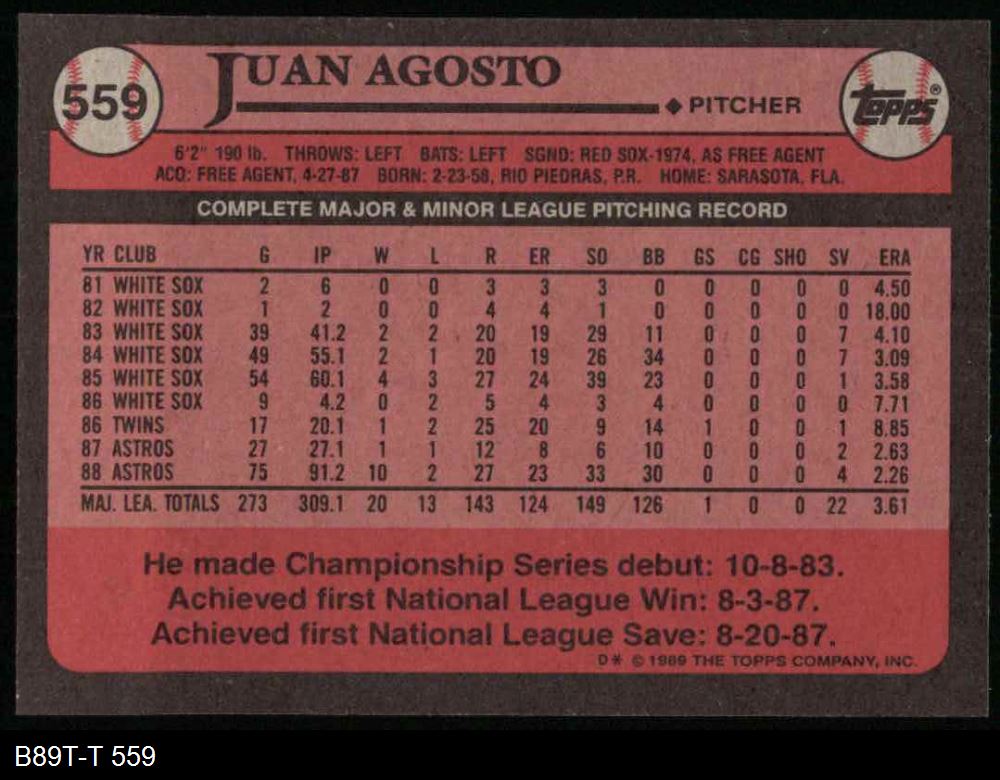 559 JUAN AGOSTO
◆ PITCHER TOPPS®
6'2" 190 lb. THROWS: LEFT BATS: LEFT SGND: RED SOX-1974, AS FREE AGENT
ACQ: FREE AGENT, 4-27-87 BORN: 2-23-58, RIO PIEDRAS, P.R. HOME: SARASOTA, FLA.
COMPLETE MAJOR & MINOR LEAGUE PITCHING RECORD
YR CLUB G IP W L R ER SO BB GS CG SHO SV ERA
81 WHITE SOX 2 6 0 0 3 3 3 0 0 0 0 0 4.50
82 WHITE SOX 1 2 0 0 4 4 1 0 0 0 0 0 18.00
83 WHITE SOX 39 41.2 2 2 20 19 29 11 0 0 0 7 4.10
84 WHITE SOX 49 55.1 2 1 20 19 26 34 0 0 0 7 3.09
85 WHITE SOX 54 60.1 4 3 27 24 39 23 0 0 0 1 3.58
86 WHITE SOX 9 4.2 0 2 5 4 3 4 0 0 0 0 7.71
86 TWINS 17 20.1 1 2 25 20 9 14 1 0 0 1 8.85
87 ASTROS 27 27.1 1 1 12 8 6 10 0 0 0 2 2.63
88 ASTROS 75 91.2 10 2 27 23 33 30 0 0 0 4 2.26
MAJ. LEA. TOTALS 273 309.1 20 13 143 124 149 126 1 0 0 22 3.61
He made Championship Series debut: 10-8-83.
Achieved first National League Win: 8-3-87.
Achieved first National League Save: 8-20-87.
D* © 1989 THE TOPPS COMPANY, INC.
B89T-T 559